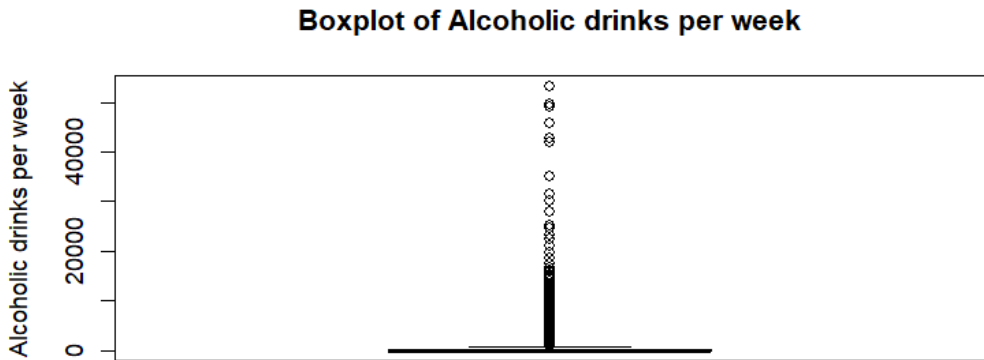 Boxplot of Alcoholic drinks per week
Alcoholic drinks per week
40000
20000
0